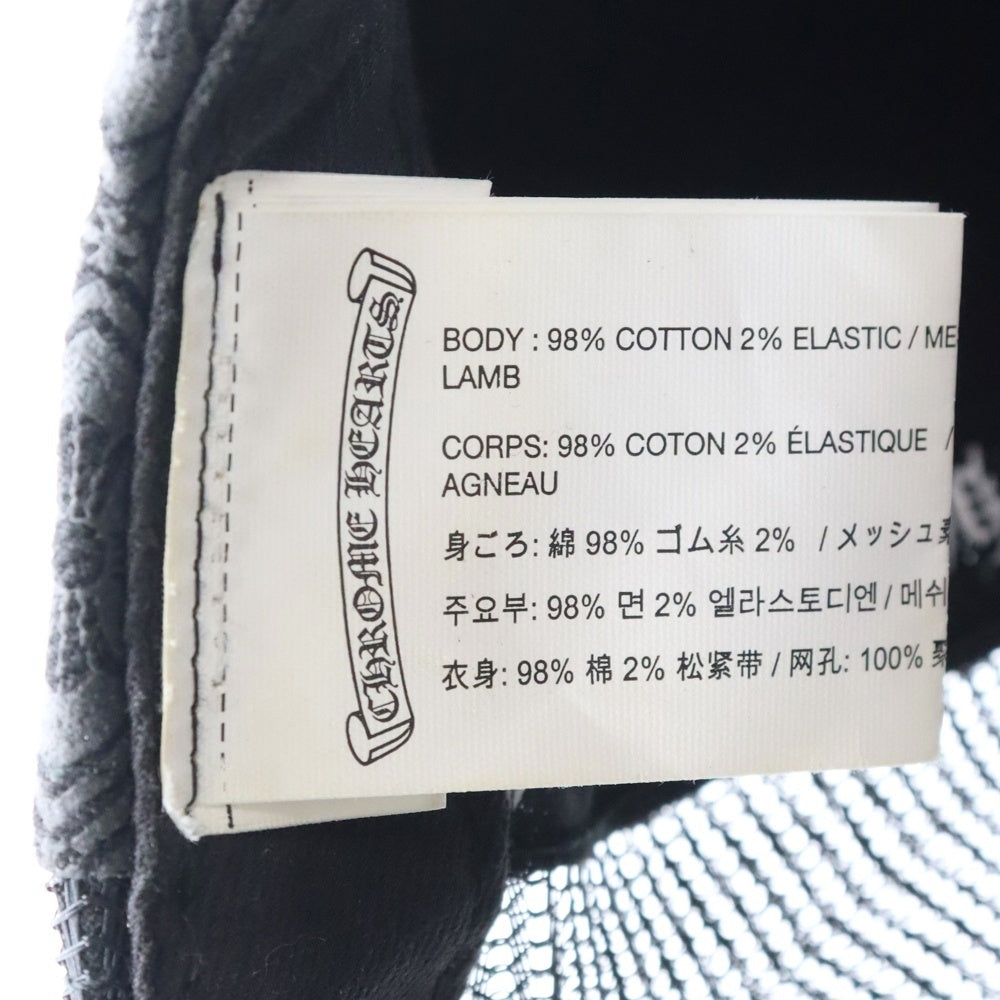 CHROME HEARTS
BODY : 98% COTTON 2% ELASTIC /
LAMB
CORPS: 98% COTON 2% ÉLASTIQUE /
AGNEAU
身ごろ: 綿 98% ゴム糸 2% / メッシュ
주요부: 98% 면 2% 엘라스토디엔 / 메쉬
衣身: 98% 棉 2% 松紧带 / 网孔: 100%